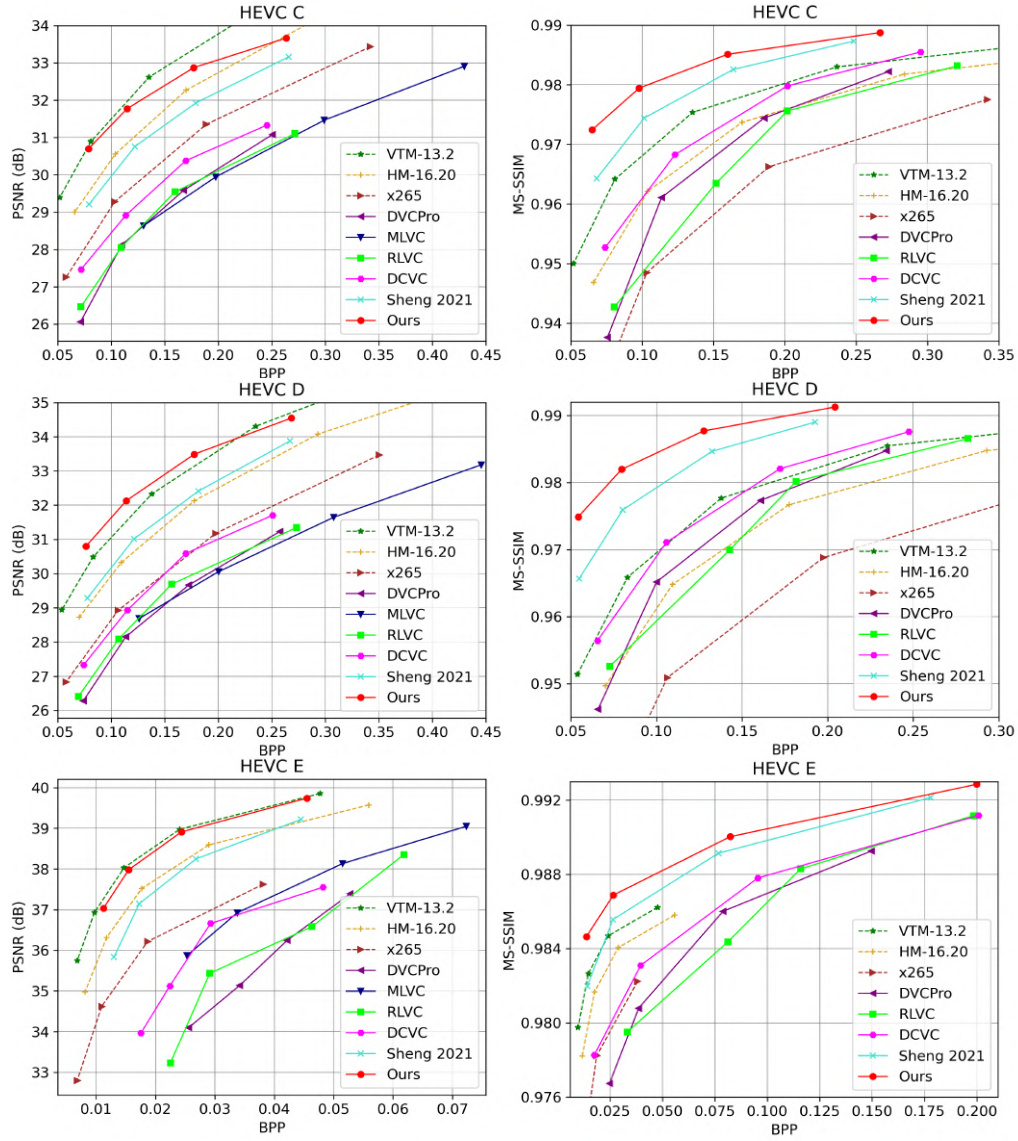 HEVC C
PSNR (dB)
34
33
32
31
30
29
28
27
26
VTM-13.2
HM-16.20
x265
DVCPro
MLVC
RLVC
DCVC
Sheng 2021
Ours
0.05 0.10 0.15 0.20 0.25 0.30 0.35 0.40 0.45
BPP
HEVC C
MS-SSIM
0.99
0.98
0.97
0.96
0.95
0.94
VTM-13.2
HM-16.20
x265
DVCPro
RLVC
DCVC
Sheng 2021
Ours
0.05 0.10 0.15 0.20 0.25 0.30 0.35
BPP
HEVC D
PSNR (dB)
35
34
33
32
31
30
29
28
27
26
VTM-13.2
HM-16.20
x265
DVCPro
MLVC
RLVC
DCVC
Sheng 2021
Ours
0.05 0.10 0.15 0.20 0.25 0.30 0.35 0.40 0.45
BPP
HEVC D
MS-SSIM
0.99
0.98
0.97
0.96
0.95
VTM-13.2
HM-16.20
x265
DVCPro
RLVC
DCVC
Sheng 2021
Ours
0.05 0.10 0.15 0.20 0.25 0.30
BPP
HEVC E
PSNR (dB)
40
39
38
37
36
35
34
33
VTM-13.2
HM-16.20
x265
DVCPro
MLVC
RLVC
DCVC
Sheng 2021
Ours
0.01 0.02 0.03 0.04 0.05 0.06 0.07
BPP
HEVC E
MS-SSIM
0.992
0.988
0.984
0.980
0.976
VTM-13.2
HM-16.20
x265
DVCPro
RLVC
DCVC
Sheng 2021
Ours
0.025 0.050 0.075 0.100 0.125 0.150 0.175 0.200
BPP